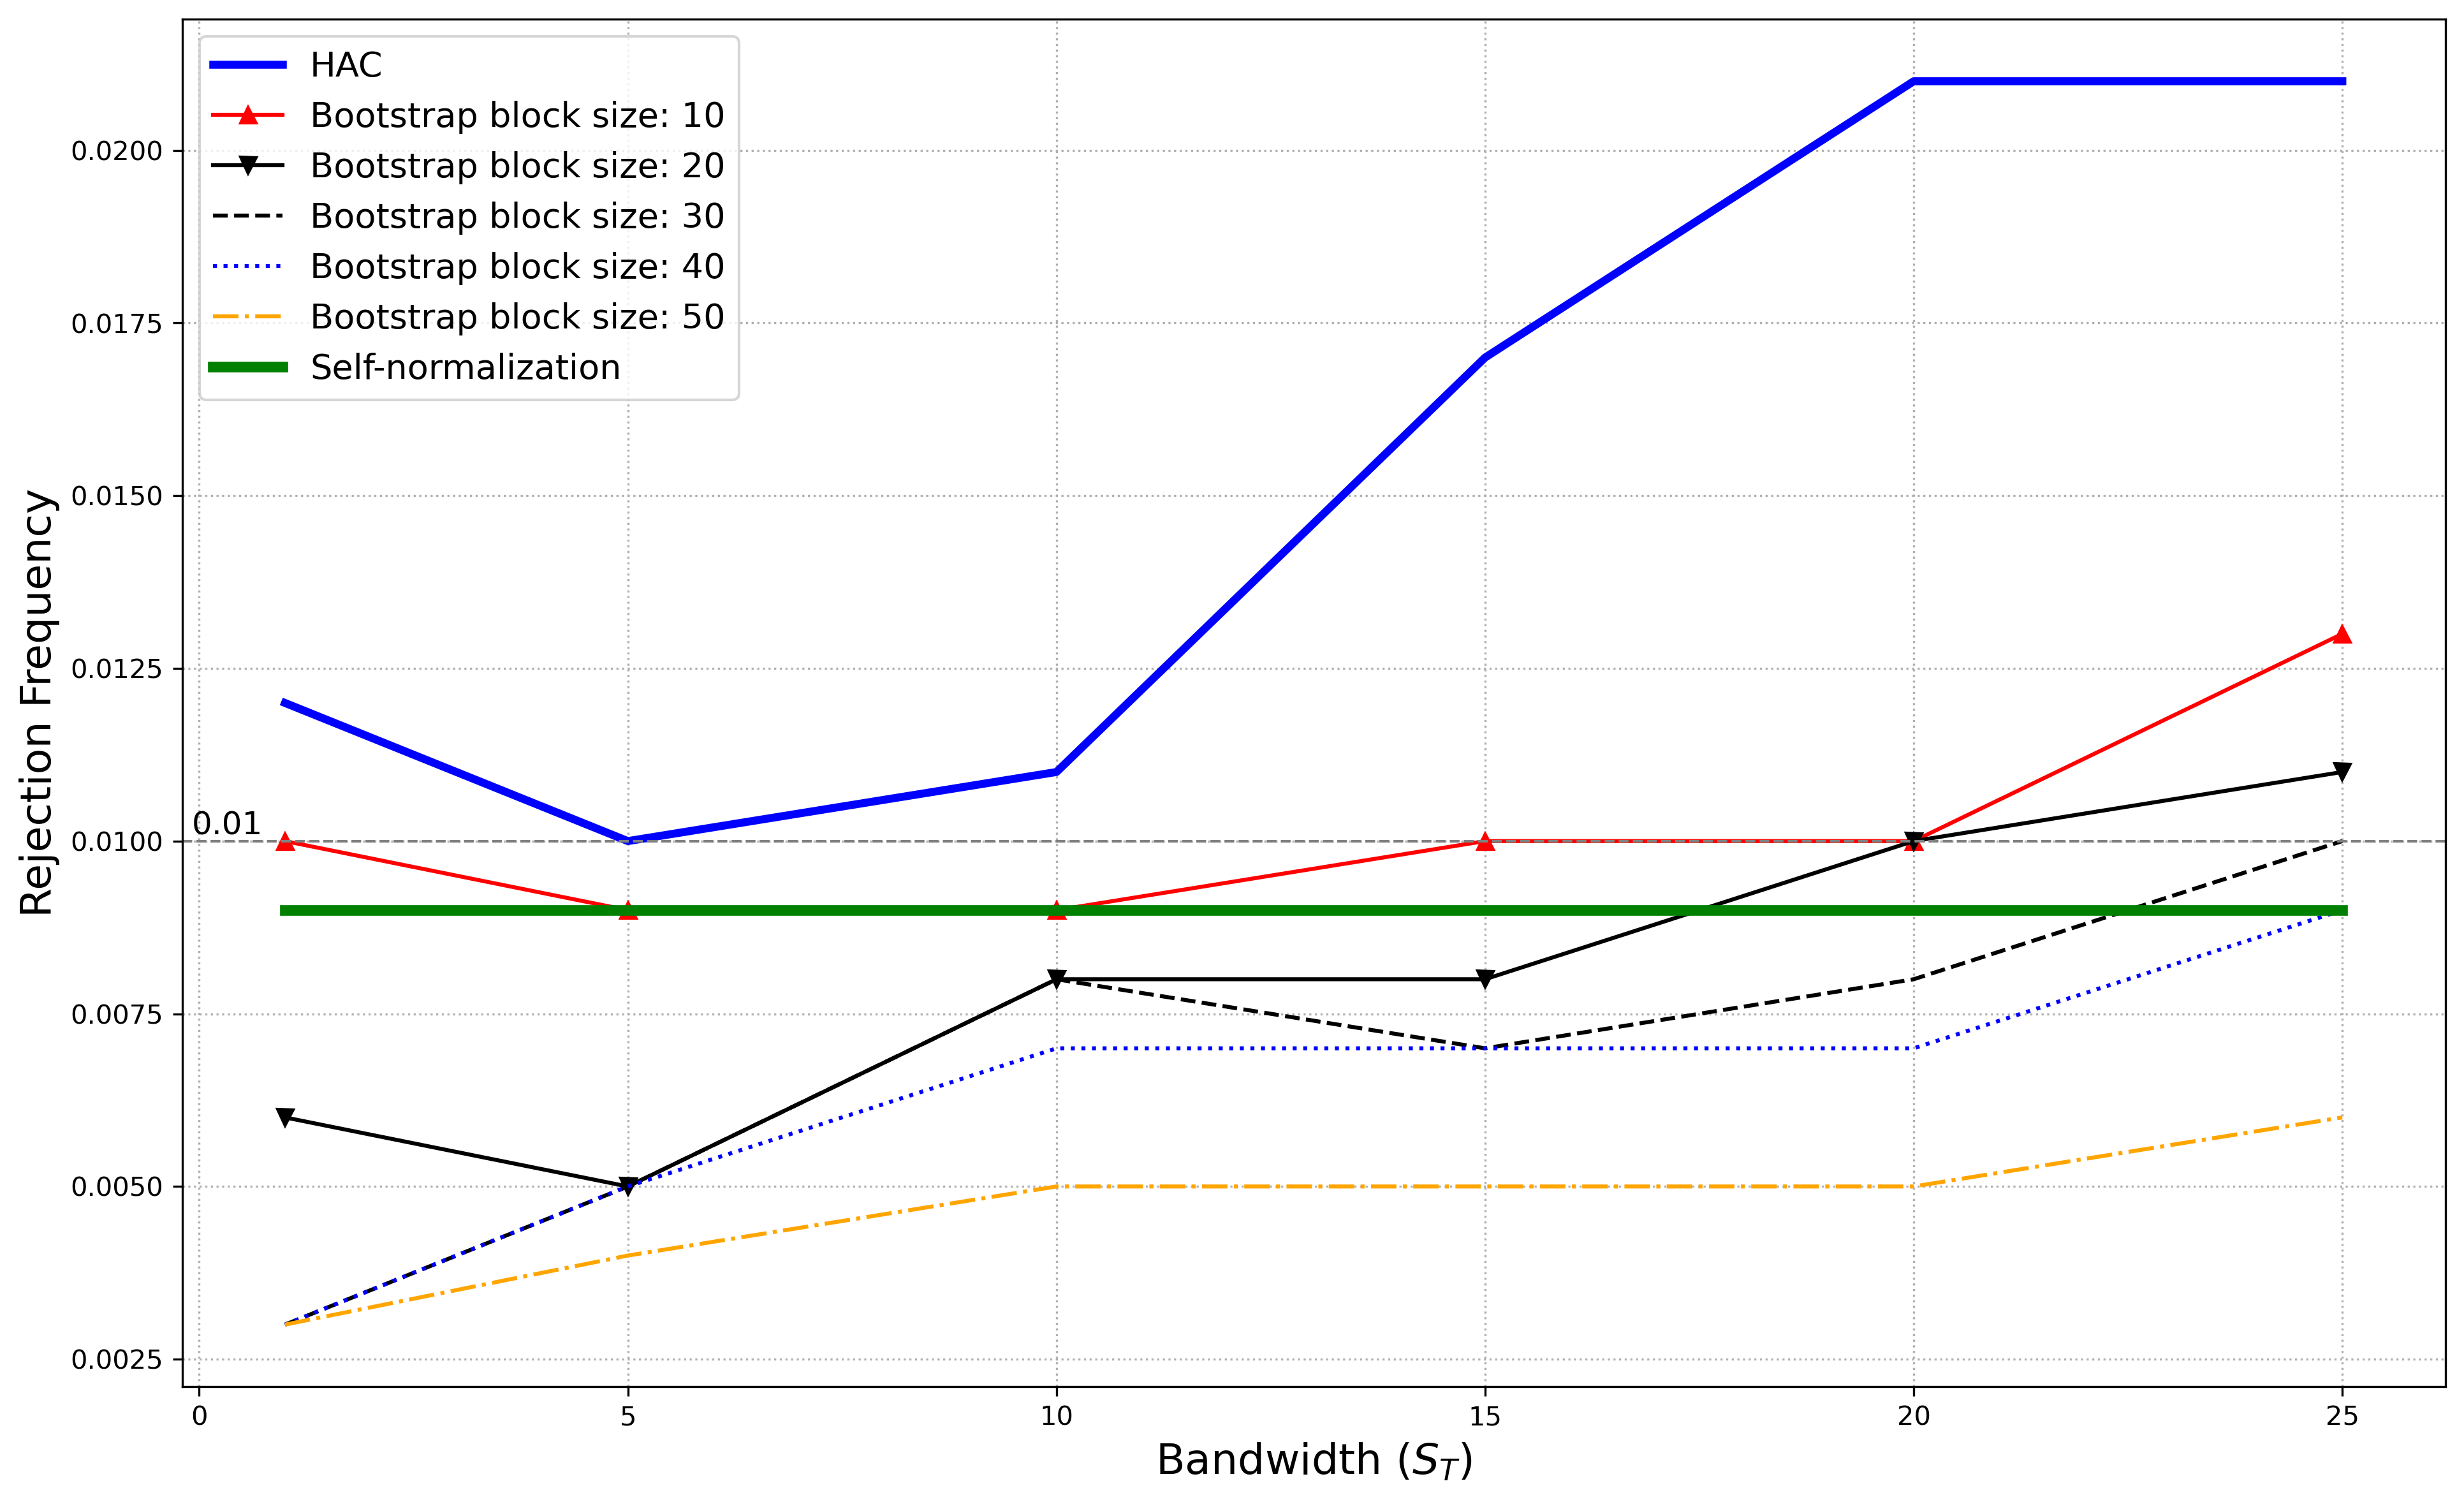 HAC
Bootstrap block size: 10
Bootstrap block size: 20
Bootstrap block size: 30
Bootstrap block size: 40
Bootstrap block size: 50
Self-normalization
Rejection Frequency
0.0200
0.0175
0.0150
0.0125
0.01
0.0100
0.0075
0.0050
0.0025
0 5 10 15 20 25
Bandwidth (S_T)